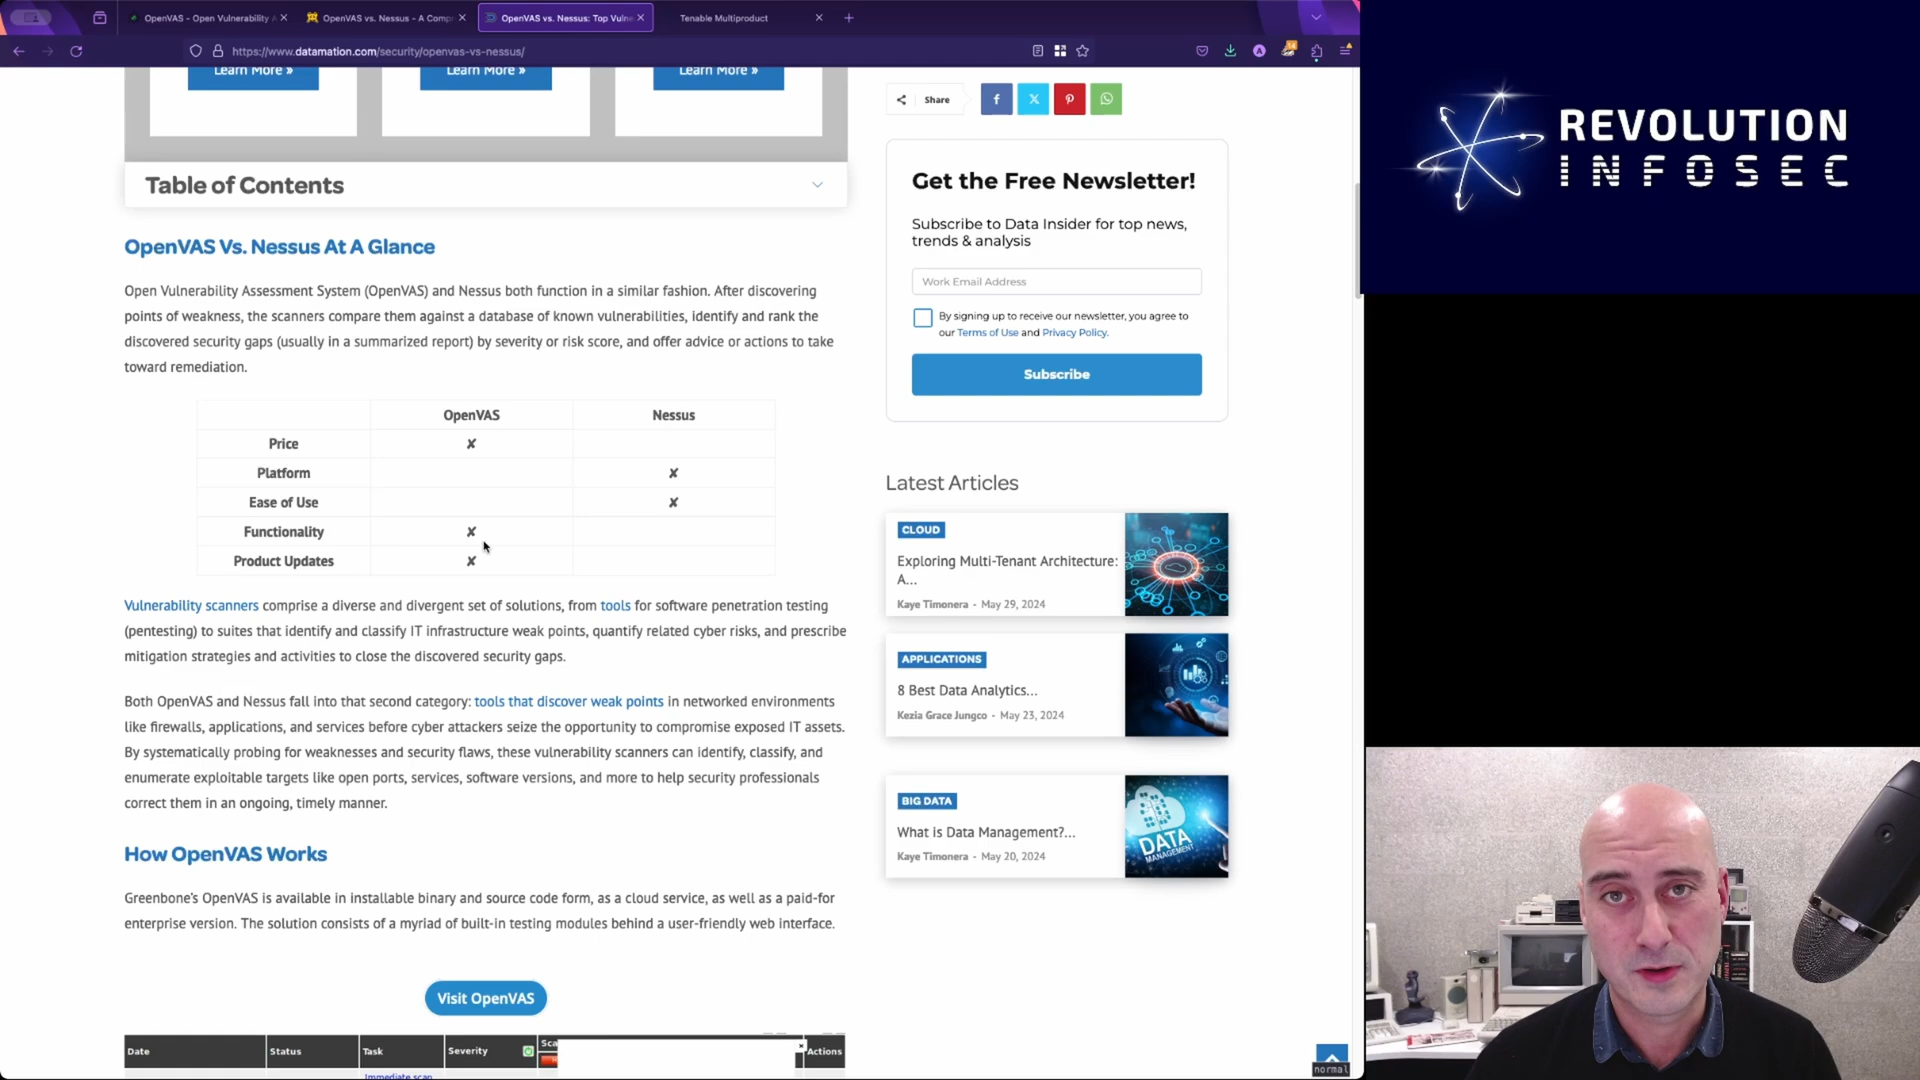 OpenVAS - Open Vulnerability A
OpenVAS vs. Nessus - A Comp
OpenVAS vs. Nessus: Top Vulne
Tenable Multiproduct
https://www.datamation.com/security/openvas-vs-nessus/
Learn More »
Learn More »
Learn More »
Table of Contents
OpenVAS Vs. Nessus At A Glance
Open Vulnerability Assessment System (OpenVAS) and Nessus both function in a similar fashion. After discovering
points of weakness, the scanners compare them against a database of known vulnerabilities, identify and rank the
discovered security gaps (usually in a summarized report) by severity or risk score, and offer advice or actions to take
toward remediation.
OpenVAS Nessus
Price ✘
Platform ✘
Ease of Use ✘
Functionality ✘
Product Updates ✘
Vulnerability scanners comprise a diverse and divergent set of solutions, from tools for software penetration testing
(pentesting) to suites that identify and classify IT infrastructure weak points, quantify related cyber risks, and prescribe
mitigation strategies and activities to close the discovered security gaps.
Both OpenVAS and Nessus fall into that second category: tools that discover weak points in networked environments
like firewalls, applications, and services before cyber attackers seize the opportunity to compromise exposed IT assets.
By systematically probing for weaknesses and security flaws, these vulnerability scanners can identify, classify, and
enumerate exploitable targets like open ports, services, software versions, and more to help security professionals
correct them in an ongoing, timely manner.
How OpenVAS Works
Greenbone's OpenVAS is available in installable binary and source code form, as a cloud service, as well as a paid-for
enterprise version. The solution consists of a myriad of built-in testing modules behind a user-friendly web interface.
Visit OpenVAS
Date Status Task Severity Sca Actions
Immediate scan
Share
Get the Free Newsletter!
Subscribe to Data Insider for top news,
trends & analysis
Work Email Address
By signing up to receive our newsletter, you agree to
our Terms of Use and Privacy Policy.
Subscribe
Latest Articles
CLOUD
Exploring Multi-Tenant Architecture:
A...
Kaye Timonera - May 29, 2024
APPLICATIONS
8 Best Data Analytics...
Kezia Grace Jungco - May 23, 2024
BIG DATA
What is Data Management?...
Kaye Timonera - May 20, 2024
DATA
MANAGEMENT
normal
REVOLUTION
INFOSEC